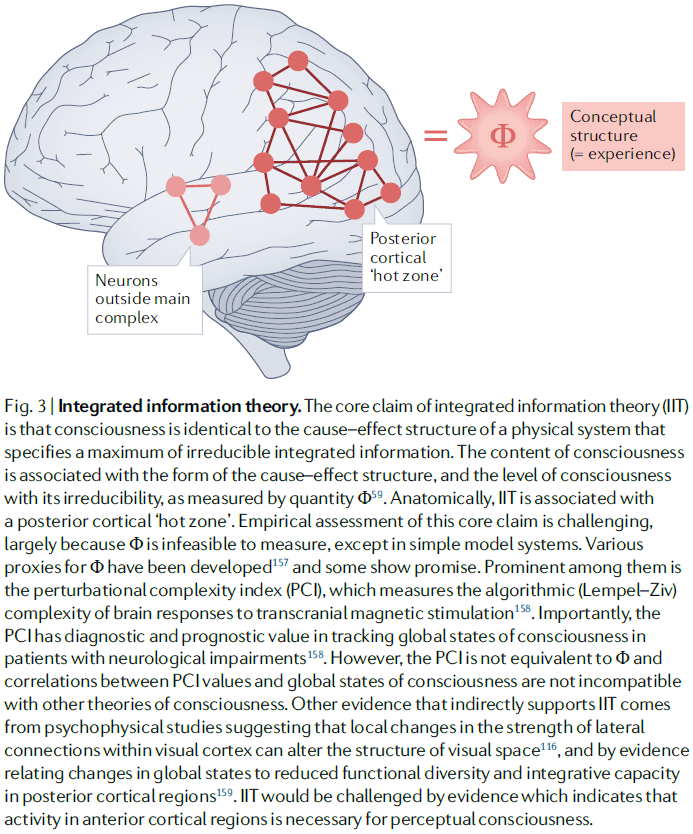 Φ
Conceptual
structure
(= experience)
=
Posterior
cortical
‘hot zone’
Neurons
outside main
complex
Fig. 3 | Integrated information theory. The core claim of integrated information theory (IIT)
is that consciousness is identical to the cause–effect structure of a physical system that
specifies a maximum of irreducible integrated information. The content of consciousness
is associated with the form of the cause–effect structure, and the level of consciousness
with its irreducibility, as measured by quantity Φ59. Anatomically, IIT is associated with
a posterior cortical ‘hot zone’. Empirical assessment of this core claim is challenging,
largely because Φ is infeasible to measure, except in simple model systems. Various
proxies for Φ have been developed157 and some show promise. Prominent among them is
the perturbational complexity index (PCI), which measures the algorithmic (Lempel–Ziv)
complexity of brain responses to transcranial magnetic stimulation158. Importantly, the
PCI has diagnostic and prognostic value in tracking global states of consciousness in
patients with neurological impairments158. However, the PCI is not equivalent to Φ and
correlations between PCI values and global states of consciousness are not incompatible
with other theories of consciousness. Other evidence that indirectly supports IIT comes
from psychophysical studies suggesting that local changes in the strength of lateral
connections within visual cortex can alter the structure of visual space116, and by evidence
relating changes in global states to reduced functional diversity and integrative capacity
in posterior cortical regions159. IIT would be challenged by evidence which indicates that
activity in anterior cortical regions is necessary for perceptual consciousness.